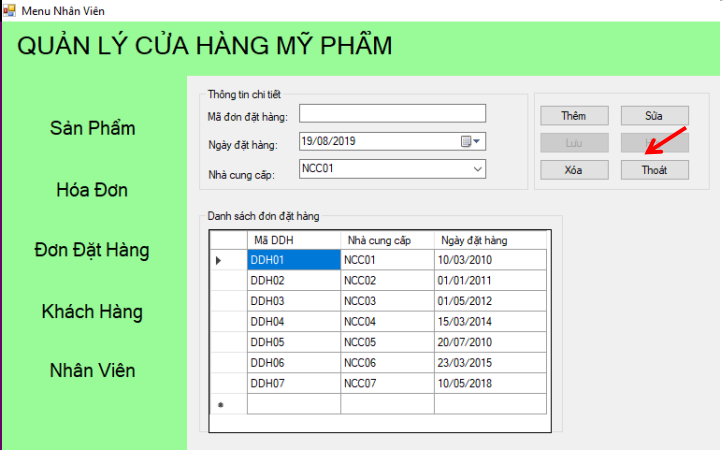 Menu Nhân Viên
QUẢN LÝ CỬA HÀNG MỸ PHẨM
Sản Phẩm
Hóa Đơn
Đơn Đặt Hàng
Khách Hàng
Nhân Viên
Thông tin chi tiết
Mã đơn đặt hàng:
Ngày đặt hàng: 19/08/2019
Nhà cung cấp: NCC01
Thêm Sửa
Lưu
Xóa Thoát
Danh sách đơn đặt hàng
Mã DDH Nhà cung cấp Ngày đặt hàng
DDH01 NCC01 10/03/2010
DDH02 NCC02 01/01/2011
DDH03 NCC03 01/05/2012
DDH04 NCC04 15/03/2014
DDH05 NCC05 20/07/2010
DDH06 NCC06 23/03/2015
DDH07 NCC07 10/05/2018